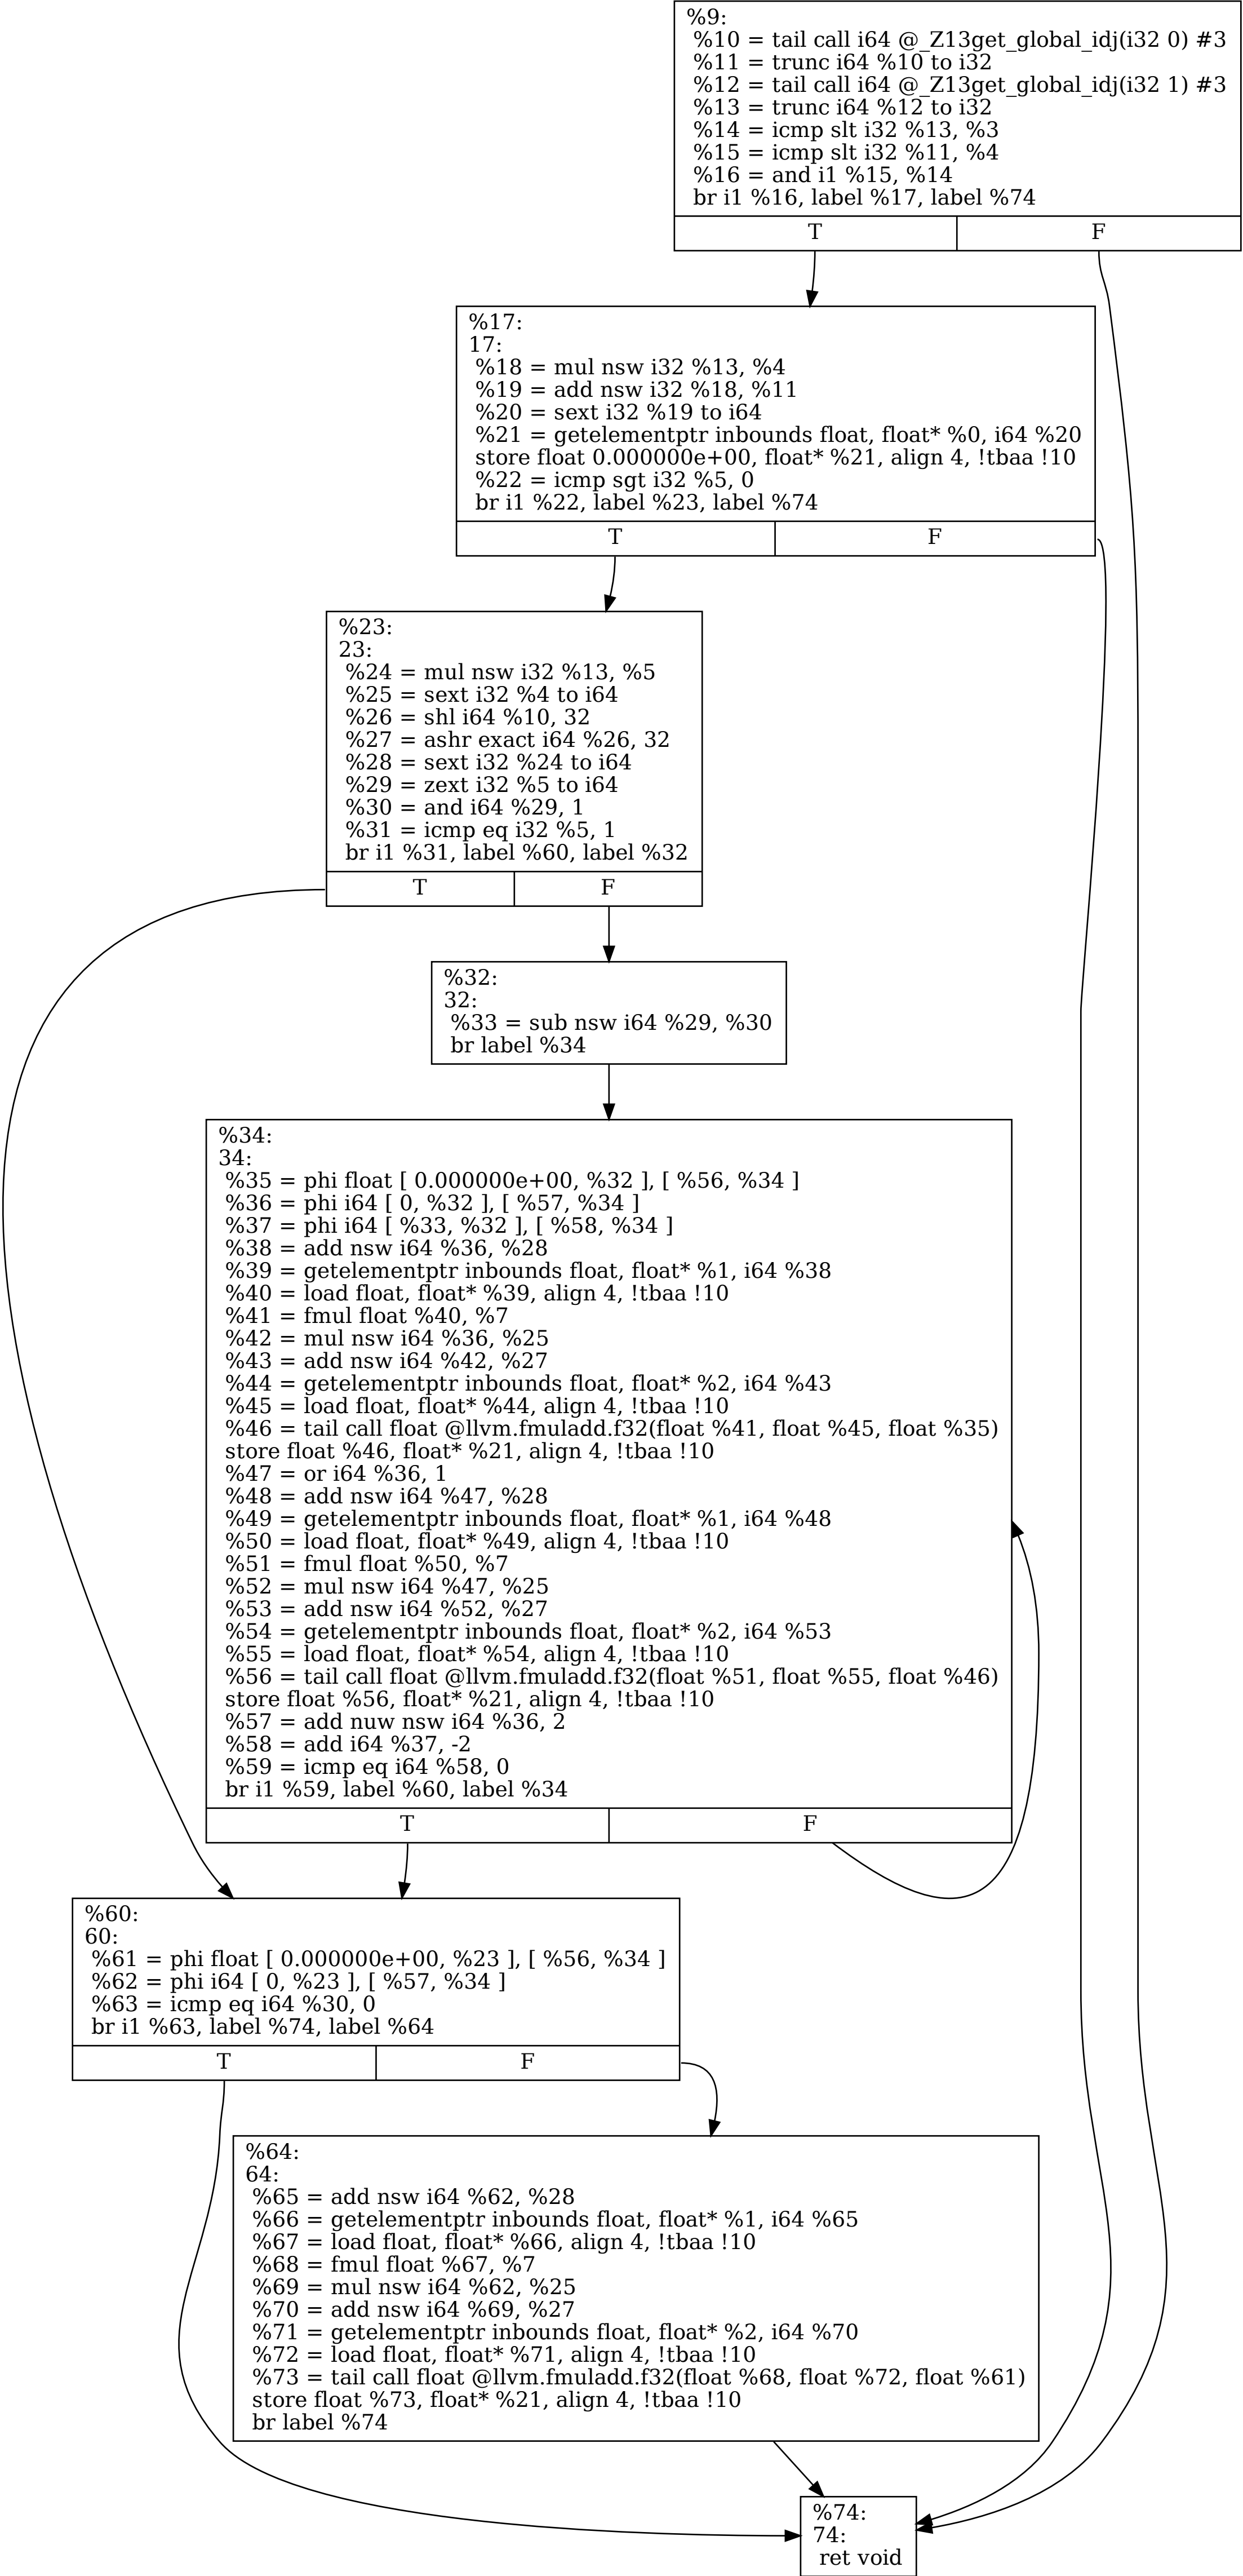 %9:
%10 = tail call i64 @_Z13get_global_idj(i32 0) #3
%11 = trunc i64 %10 to i32
%12 = tail call i64 @_Z13get_global_idj(i32 1) #3
%13 = trunc i64 %12 to i32
%14 = icmp slt i32 %13, %3
%15 = icmp slt i32 %11, %4
%16 = and i1 %15, %14
br i1 %16, label %17, label %74
T F
%17:
17:
%18 = mul nsw i32 %13, %4
%19 = add nsw i32 %18, %11
%20 = sext i32 %19 to i64
%21 = getelementptr inbounds float, float* %0, i64 %20
store float 0.000000e+00, float* %21, align 4, !tbaa !10
%22 = icmp sgt i32 %5, 0
br i1 %22, label %23, label %74
T F
%23:
23:
%24 = mul nsw i32 %13, %5
%25 = sext i32 %4 to i64
%26 = shl i64 %10, 32
%27 = ashr exact i64 %26, 32
%28 = sext i32 %24 to i64
%29 = zext i32 %5 to i64
%30 = and i64 %29, 1
%31 = icmp eq i32 %5, 1
br i1 %31, label %60, label %32
T F
%32:
32:
%33 = sub nsw i64 %29, %30
br label %34
%34:
34:
%35 = phi float [ 0.000000e+00, %32 ], [ %56, %34 ]
%36 = phi i64 [ 0, %32 ], [ %57, %34 ]
%37 = phi i64 [ %33, %32 ], [ %58, %34 ]
%38 = add nsw i64 %36, %28
%39 = getelementptr inbounds float, float* %1, i64 %38
%40 = load float, float* %39, align 4, !tbaa !10
%41 = fmul float %40, %7
%42 = mul nsw i64 %36, %25
%43 = add nsw i64 %42, %27
%44 = getelementptr inbounds float, float* %2, i64 %43
%45 = load float, float* %44, align 4, !tbaa !10
%46 = tail call float @llvm.fmuladd.f32(float %41, float %45, float %35)
store float %46, float* %21, align 4, !tbaa !10
%47 = or i64 %36, 1
%48 = add nsw i64 %47, %28
%49 = getelementptr inbounds float, float* %1, i64 %48
%50 = load float, float* %49, align 4, !tbaa !10
%51 = fmul float %50, %7
%52 = mul nsw i64 %47, %25
%53 = add nsw i64 %52, %27
%54 = getelementptr inbounds float, float* %2, i64 %53
%55 = load float, float* %54, align 4, !tbaa !10
%56 = tail call float @llvm.fmuladd.f32(float %51, float %55, float %46)
store float %56, float* %21, align 4, !tbaa !10
%57 = add nuw nsw i64 %36, 2
%58 = add i64 %37, -2
%59 = icmp eq i64 %58, 0
br i1 %59, label %60, label %34
T F
%60:
60:
%61 = phi float [ 0.000000e+00, %23 ], [ %56, %34 ]
%62 = phi i64 [ 0, %23 ], [ %57, %34 ]
%63 = icmp eq i64 %30, 0
br i1 %63, label %74, label %64
T F
%64:
64:
%65 = add nsw i64 %62, %28
%66 = getelementptr inbounds float, float* %1, i64 %65
%67 = load float, float* %66, align 4, !tbaa !10
%68 = fmul float %67, %7
%69 = mul nsw i64 %62, %25
%70 = add nsw i64 %69, %27
%71 = getelementptr inbounds float, float* %2, i64 %70
%72 = load float, float* %71, align 4, !tbaa !10
%73 = tail call float @llvm.fmuladd.f32(float %68, float %72, float %61)
store float %73, float* %21, align 4, !tbaa !10
br label %74
%74:
74:
ret void